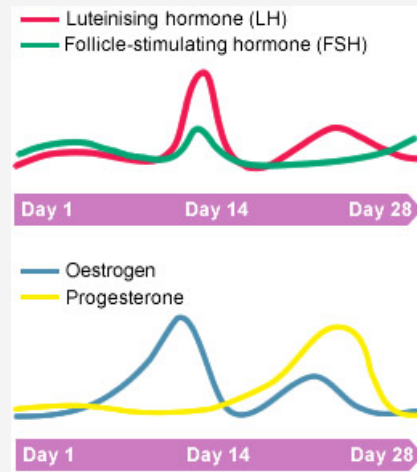 Luteinising hormone (LH)
Follicle-stimulating hormone (FSH)
Day 1 Day 14 Day 28
Oestrogen
Progesterone
Day 1 Day 14 Day 28